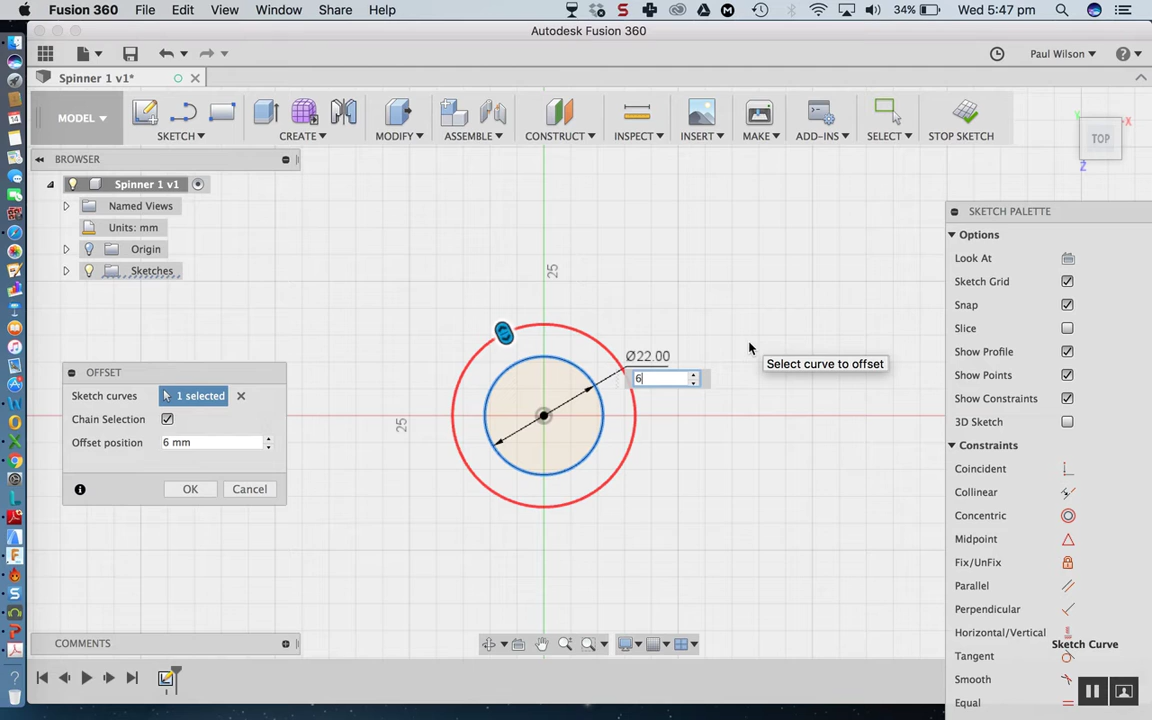 Fusion 360 File Edit View Insert Window Share Help 34% Wed 5:47 pm
Autodesk Fusion 360
Paul Wilson
Spinner 1 v1*
MODEL SKETCH CREATE MODIFY ASSEMBLE CONSTRUCT INSPECT INSERT MAKE ADD-INS SELECT STOP SKETCH
BROWSER
Spinner 1 v1
Named Views
Units: mm
Origin
Sketches
TOP
X
Y
Z
25
25
Ø22.00
6
Select curve to offset
OFFSET
Sketch curves 1 selected
Chain Selection
Offset position 6 mm
OK Cancel
SKETCH PALETTE
Options
Look At
Sketch Grid
Snap
Slice
Show Profile
Show Points
Show Constraints
3D Sketch
Constraints
Coincident
Collinear
Concentric
Midpoint
Fix/UnFix
Parallel
Perpendicular
Horizontal/Vertical
Sketch Curve
Tangent
Smooth
Equal
COMMENTS